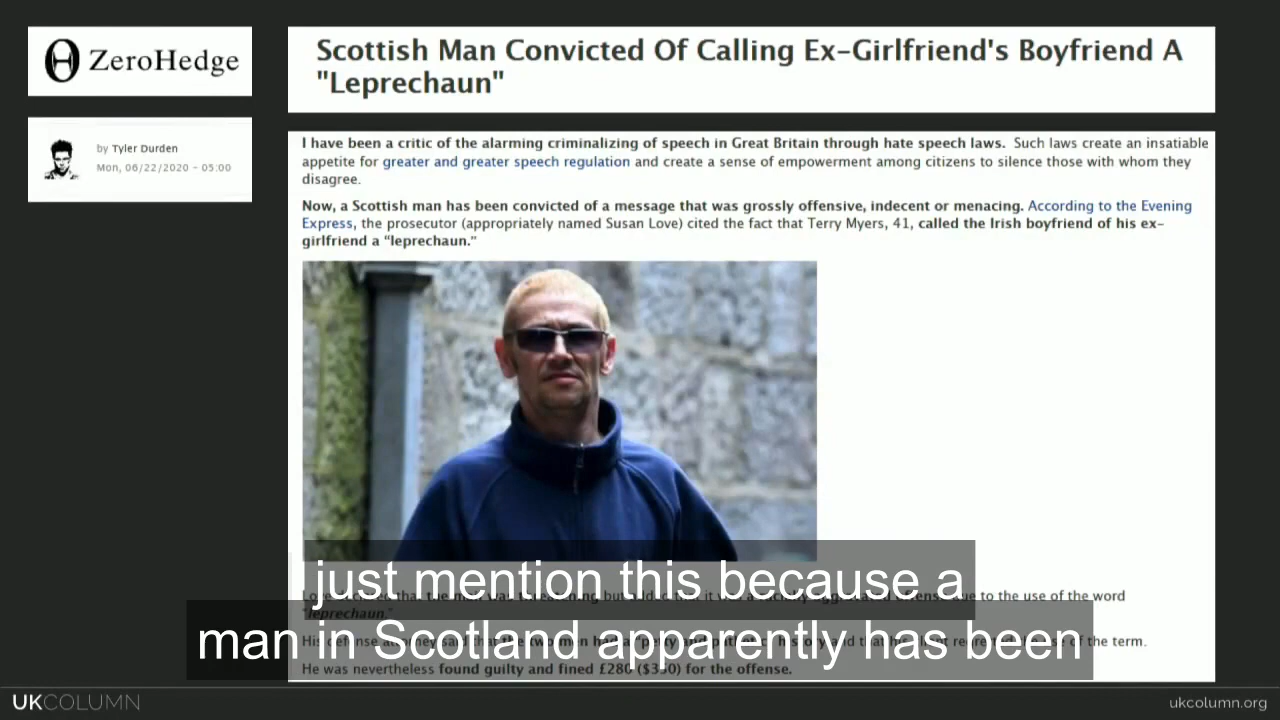 ZeroHedge
by Tyler Durden
Mon, 06/22/2020 - 05:00
Scottish Man Convicted Of Calling Ex-Girlfriend's Boyfriend A
"Leprechaun"
I have been a critic of the alarming criminalizing of speech in Great Britain through hate speech laws. Such laws create an insatiable
appetite for greater and greater speech regulation and create a sense of empowerment among citizens to silence those with whom they
disagree.
Now, a Scottish man has been convicted of a message that was grossly offensive, indecent or menacing. According to the Evening
Express, the prosecutor (appropriately named Susan Love) cited the fact that Terry Myers, 41, called the Irish boyfriend of his ex-
girlfriend a "leprechaun."
to the use of the word
"leprechaun."
just mention this because a
His and that of the term.
man in Scotland apparently has been
He was nevertheless found guilty and fined £280 ($350) for the offense.
UKCOLUMN
ukcolumn.org